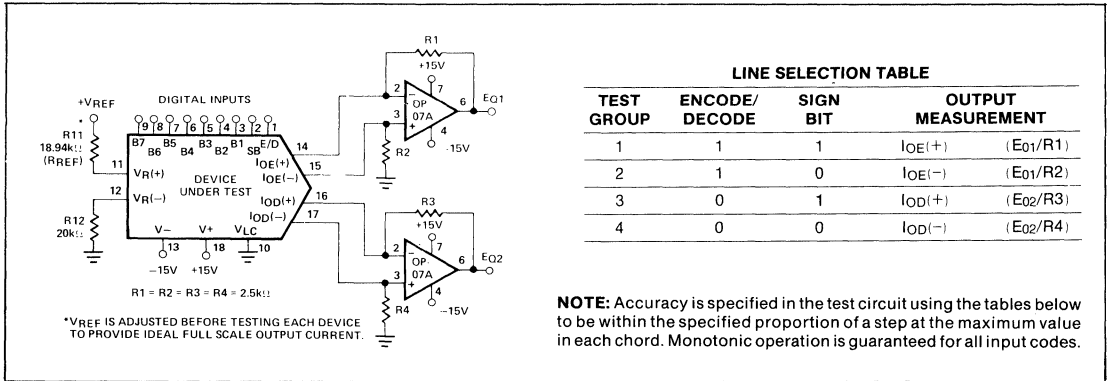 +VREF
*
DIGITAL INPUTS
R11
18.94kΩ
(RREF)
9 8 7 6 5 4 3 2 1
B7 B6 B5 B4 B3 B2 B1 SB E/D
11
VR(+)
12
VR(−)
R12
20kΩ
DEVICE
UNDER TEST
IOE(+)
14
IOE(−)
15
IOD(+)
16
IOD(−)
17
V− V+ VLC
13 18 10
−15V +15V
R1 = R2 = R3 = R4 = 2.5kΩ
*VREF IS ADJUSTED BEFORE TESTING EACH DEVICE
TO PROVIDE IDEAL FULL SCALE OUTPUT CURRENT.
R1
+15V
2
−
7
OP
07A
6
EO1
3
+
4
−15V
R2
R3
+15V
2
−
7
OP
07A
6
EO2
3
+
4
−15V
R4
LINE SELECTION TABLE
TEST GROUP ENCODE/ DECODE SIGN BIT OUTPUT MEASUREMENT
1 1 1 IOE(+) (E01/R1)
2 1 0 IOE(−) (E01/R2)
3 0 1 IOD(+) (E02/R3)
4 0 0 IOD(−) (E02/R4)
NOTE: Accuracy is specified in the test circuit using the tables below
to be within the specified proportion of a step at the maximum value
in each chord. Monotonic operation is guaranteed for all input codes.